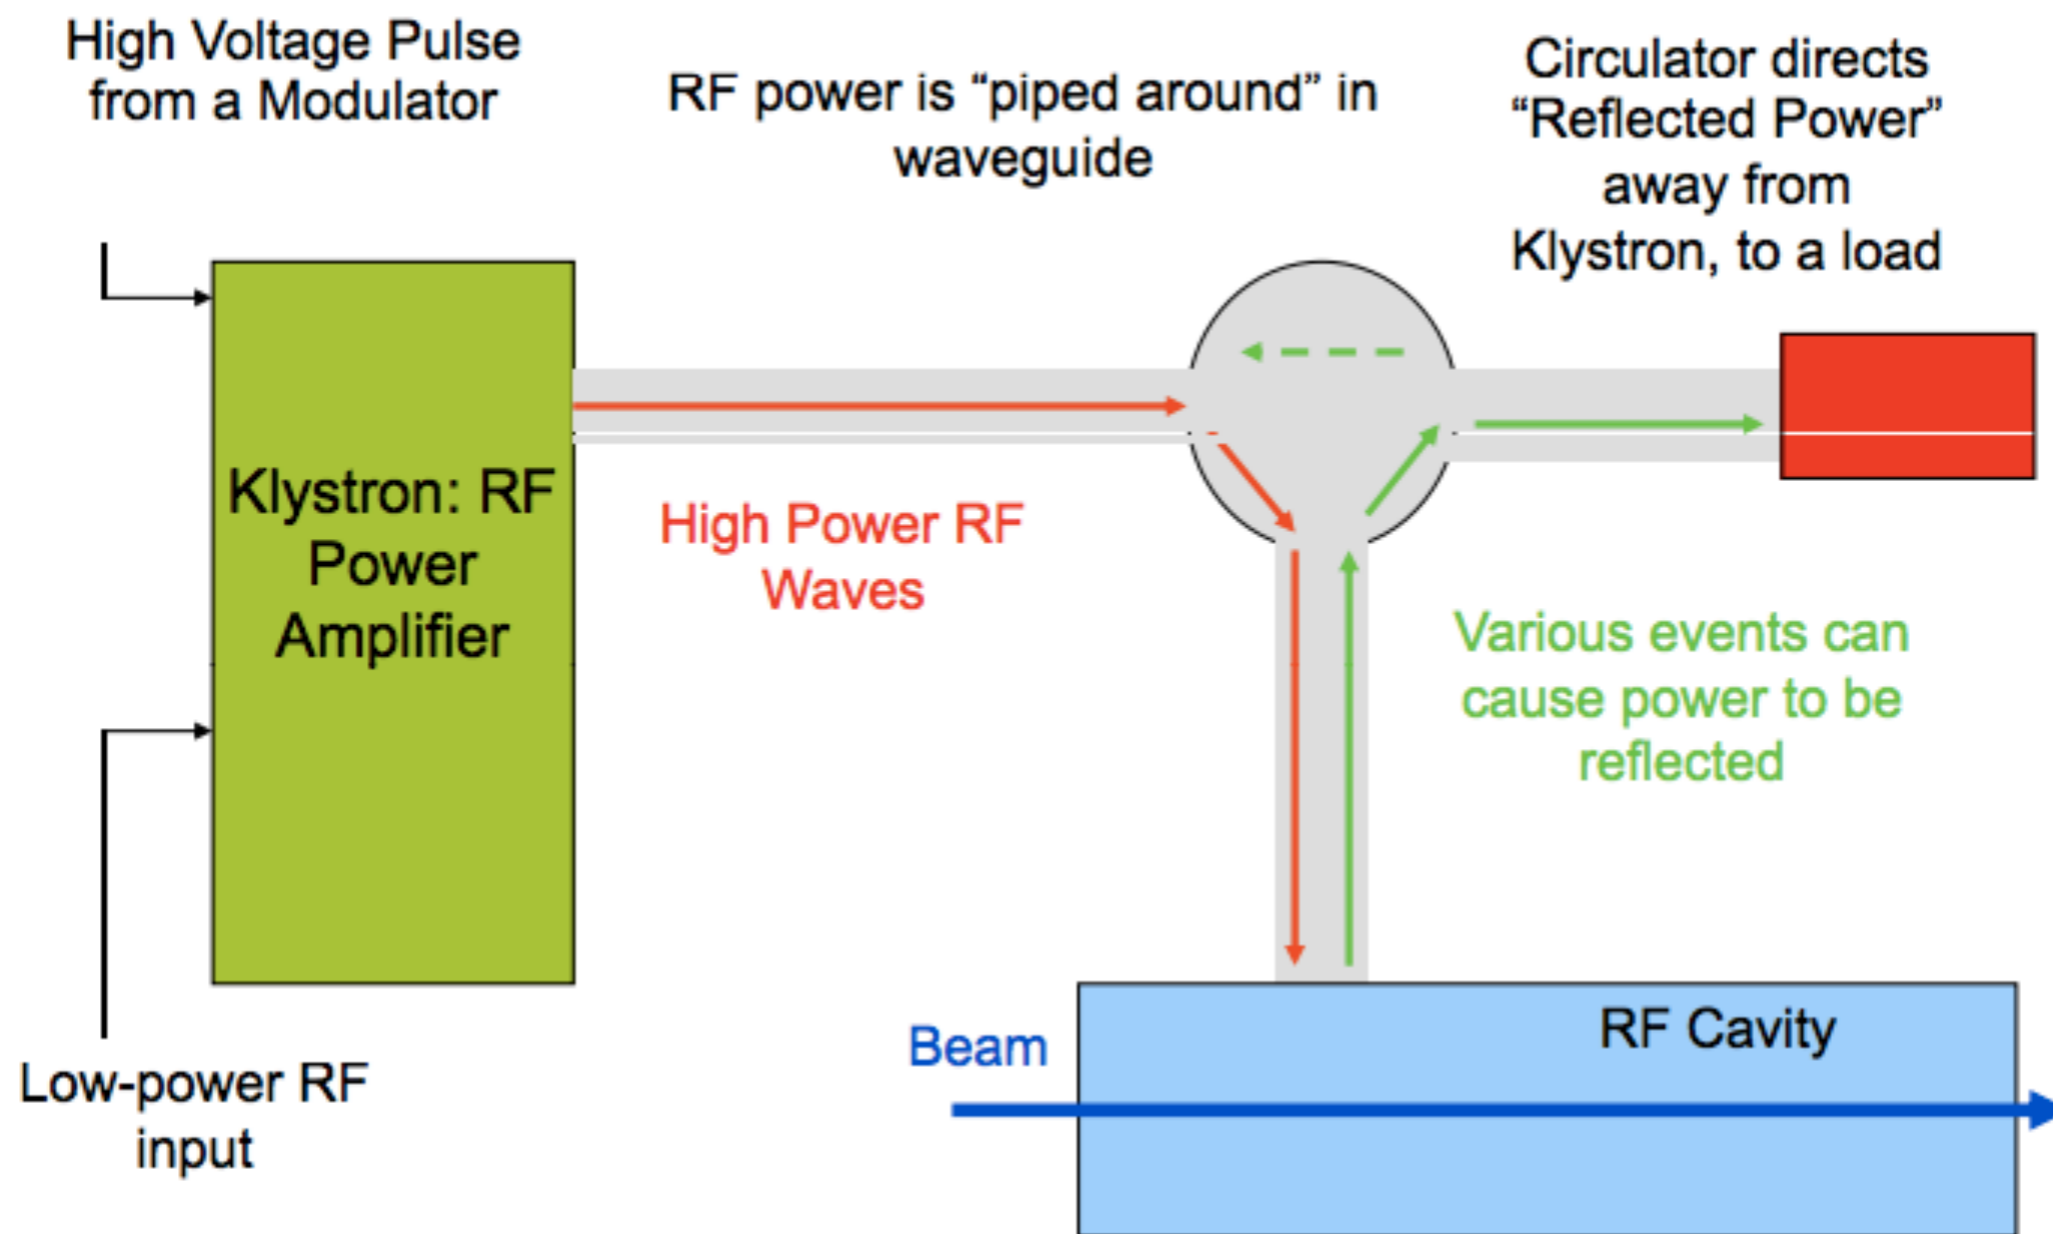 High Voltage Pulse
from a Modulator
RF power is “piped around” in
waveguide
Circulator directs
“Reflected Power”
away from
Klystron, to a load
Klystron: RF
Power
Amplifier
High Power RF
Waves
Various events can
cause power to be
reflected
Low-power RF
input
Beam
RF Cavity